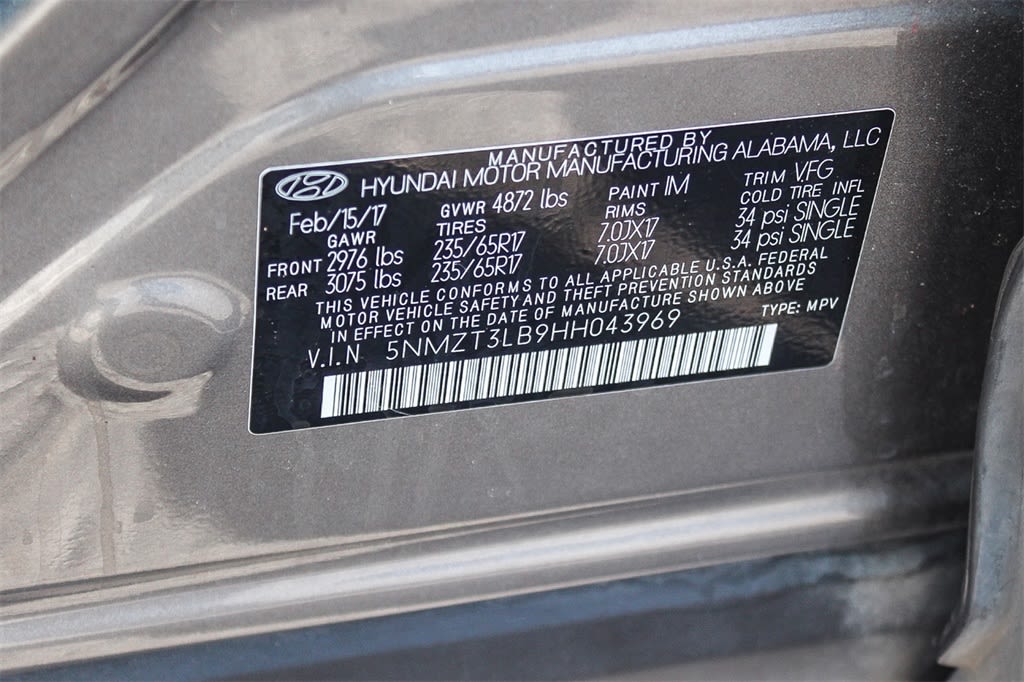 MANUFACTURED BY
HYUNDAI MOTOR MANUFACTURING ALABAMA, LLC
Feb/15/17 GVWR 4872 lbs PAINT IM TRIM VFG
GAWR TIRES RIMS COLD TIRE INFL
FRONT 2976 lbs 235/65R17 7.0JX17 34 psi SINGLE
REAR 3075 lbs 235/65R17 7.0JX17 34 psi SINGLE
THIS VEHICLE CONFORMS TO ALL APPLICABLE U.S.A. FEDERAL
MOTOR VEHICLE SAFETY AND THEFT PREVENTION STANDARDS
IN EFFECT ON THE DATE OF MANUFACTURE SHOWN ABOVE
V.I.N 5NMZT3LB9HH043969 TYPE: MPV